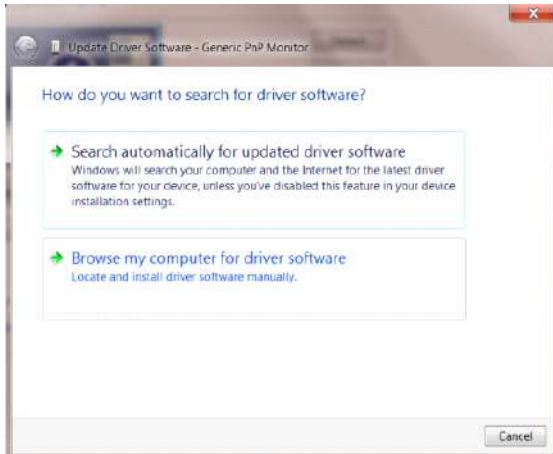 Update Driver Software - Generic PnP Monitor
How do you want to search for driver software?
Search automatically for updated driver software
Windows will search your computer and the Internet for the latest driver
software for your device, unless you've disabled this feature in your device
installation settings.
Browse my computer for driver software
Locate and install driver software manually.
Cancel